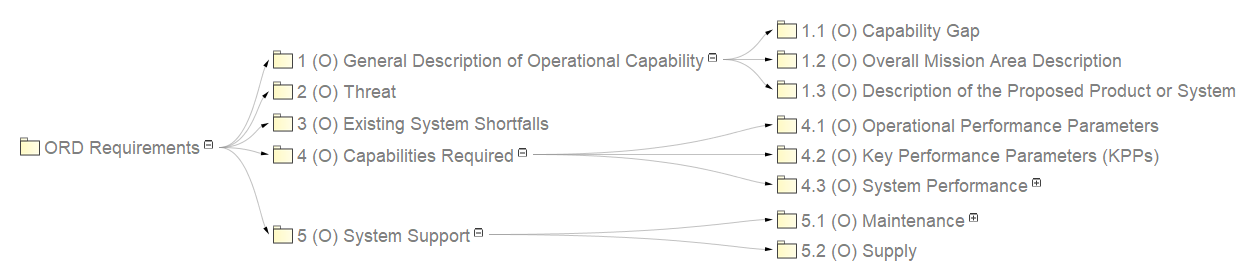 ORD Requirements
1 (O) General Description of Operational Capability
1.1 (O) Capability Gap
1.2 (O) Overall Mission Area Description
1.3 (O) Description of the Proposed Product or System
2 (O) Threat
3 (O) Existing System Shortfalls
4 (O) Capabilities Required
4.1 (O) Operational Performance Parameters
4.2 (O) Key Performance Parameters (KPPs)
4.3 (O) System Performance
5 (O) System Support
5.1 (O) Maintenance
5.2 (O) Supply